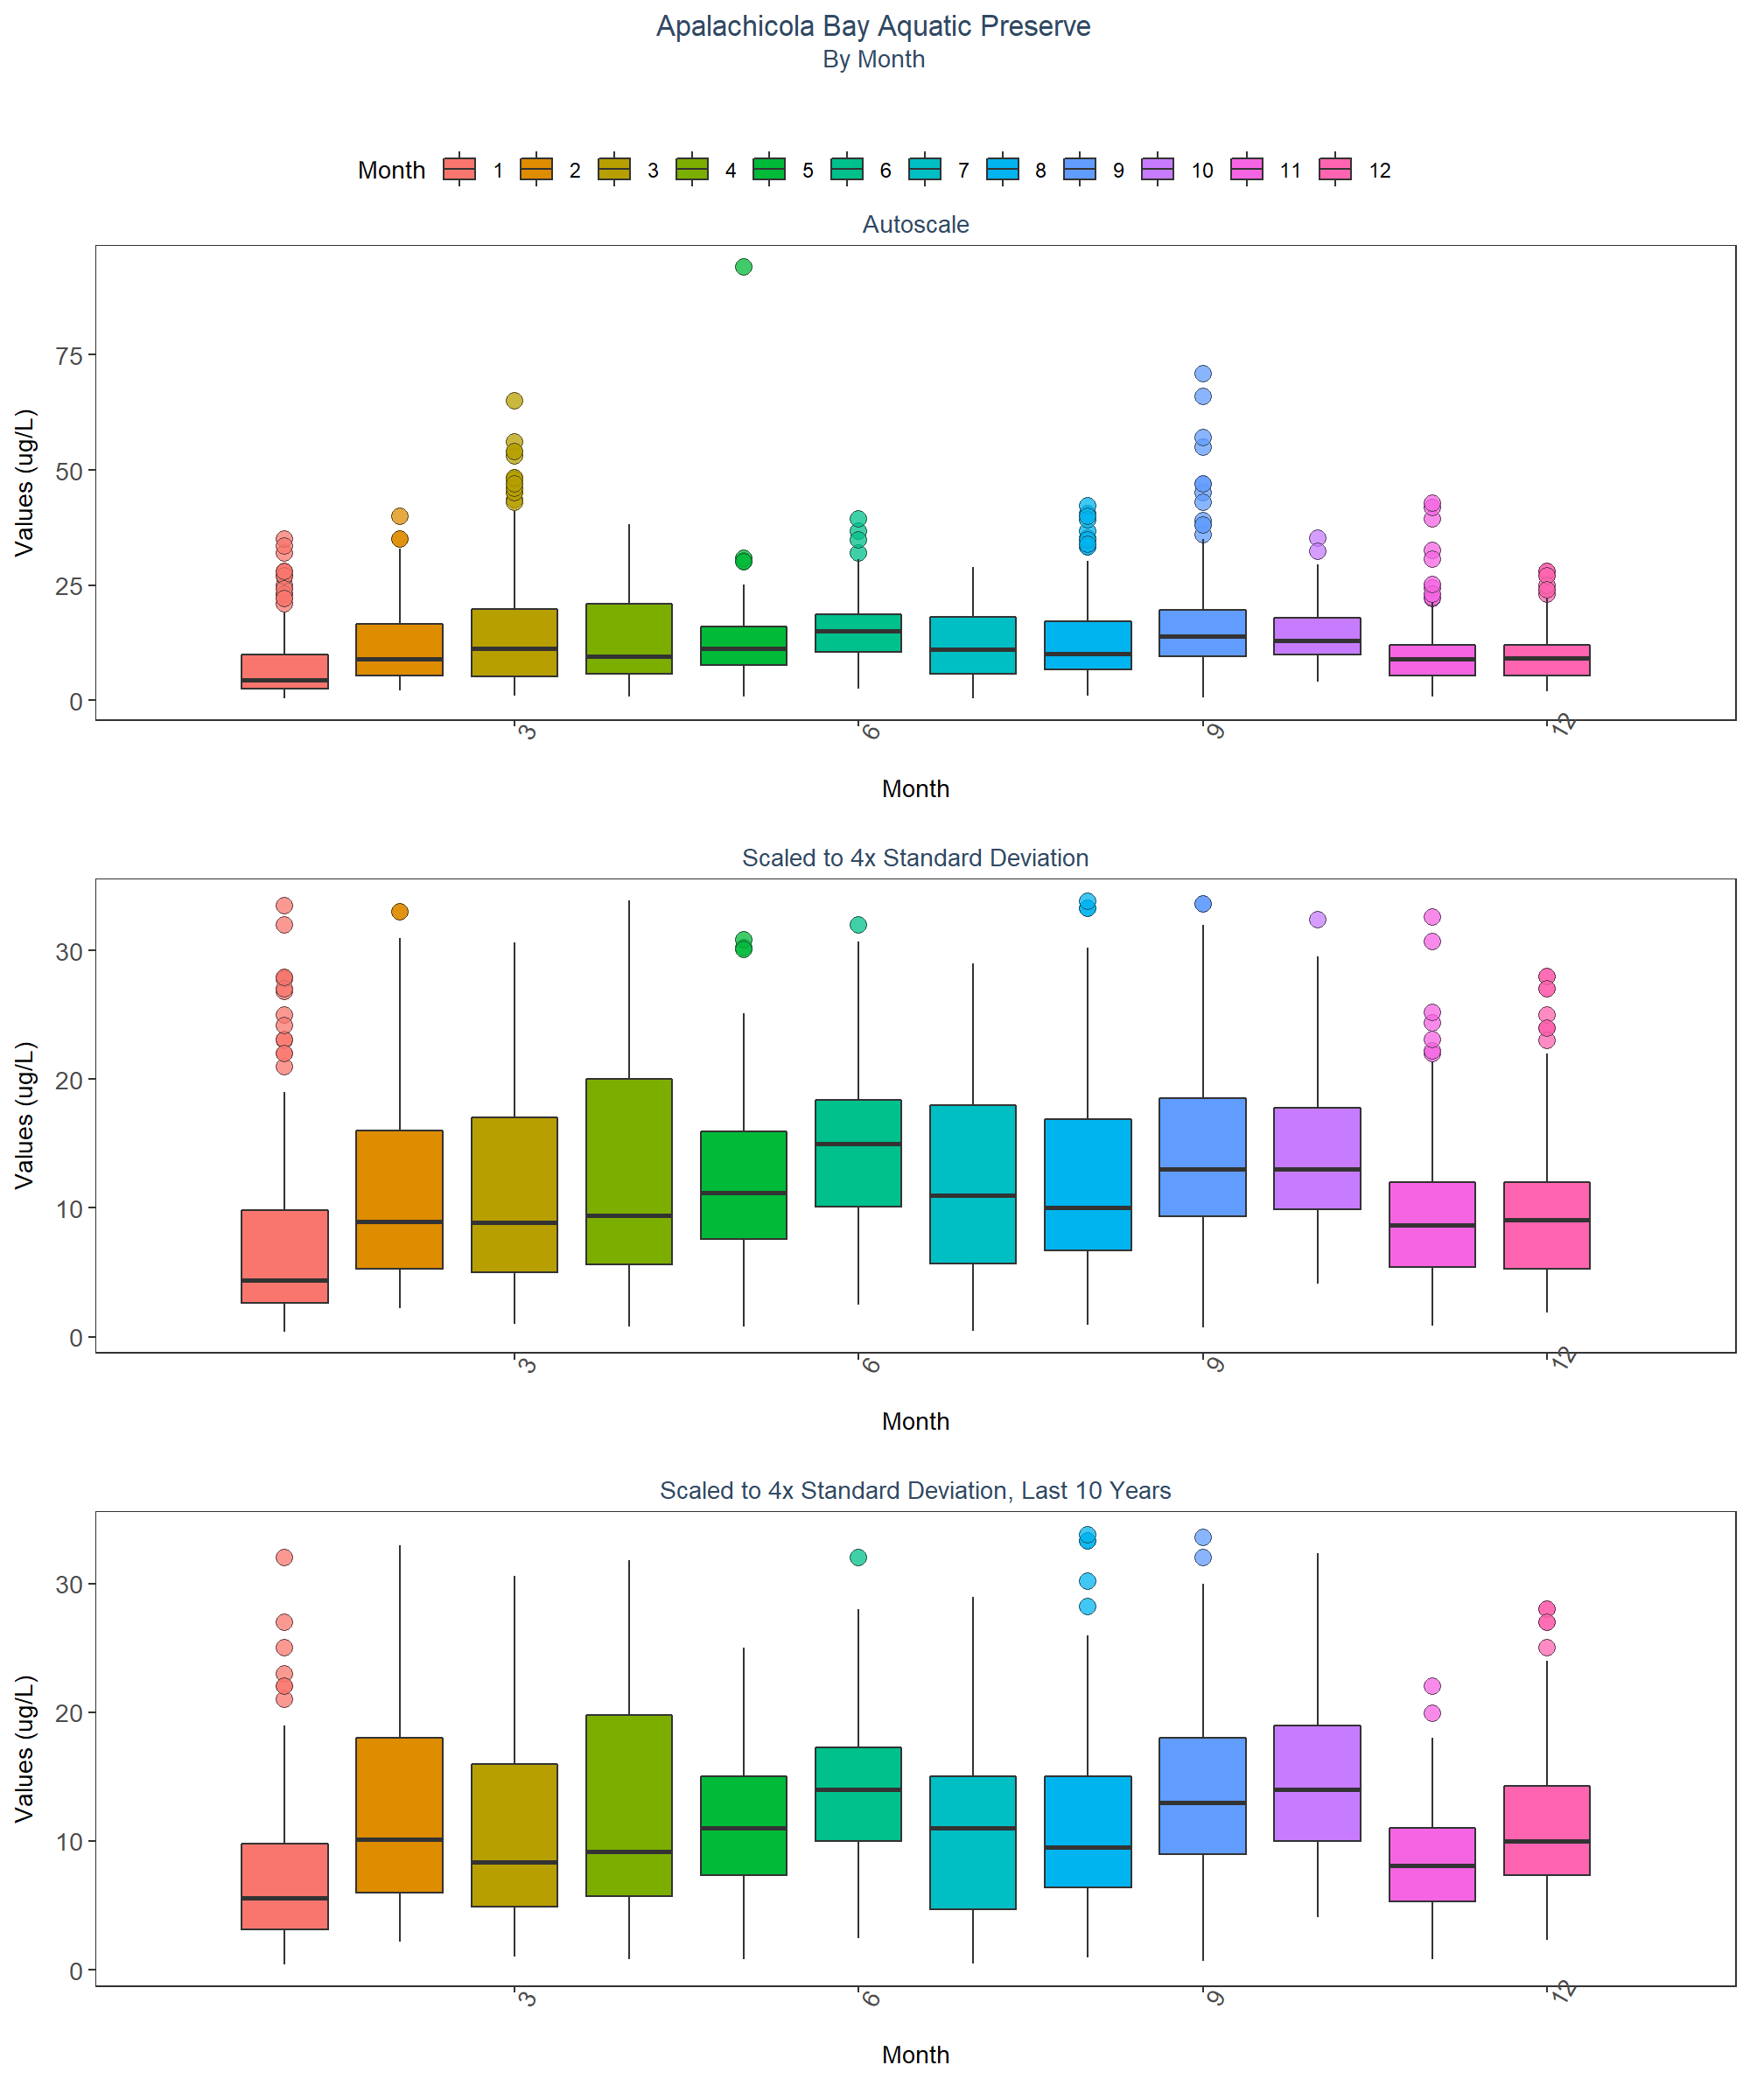 Apalachicola Bay Aquatic Preserve
By Month
Month 1 2 3 4 5 6 7 8 9 10 11 12
Autoscale
Values (ug/L)
75
50
25
0
3 6 9 12
Month
Scaled to 4x Standard Deviation
Values (ug/L)
30
20
10
0
3 6 9 12
Month
Scaled to 4x Standard Deviation, Last 10 Years
Values (ug/L)
30
20
10
0
3 6 9 12
Month